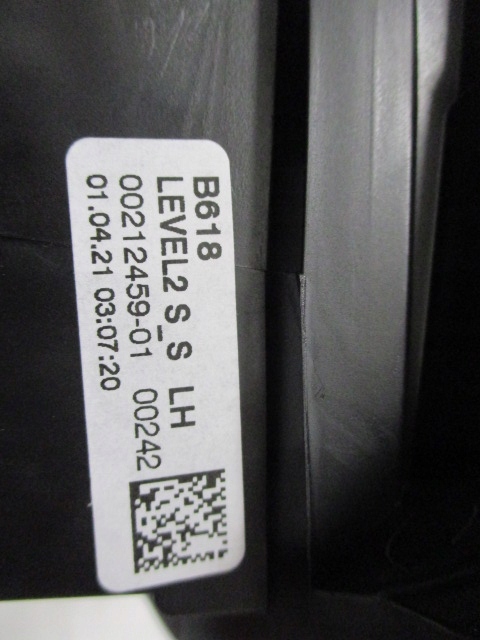 B618
LEVEL2 S_S LH
00212459-01 00242
01.04.21 03:07:20